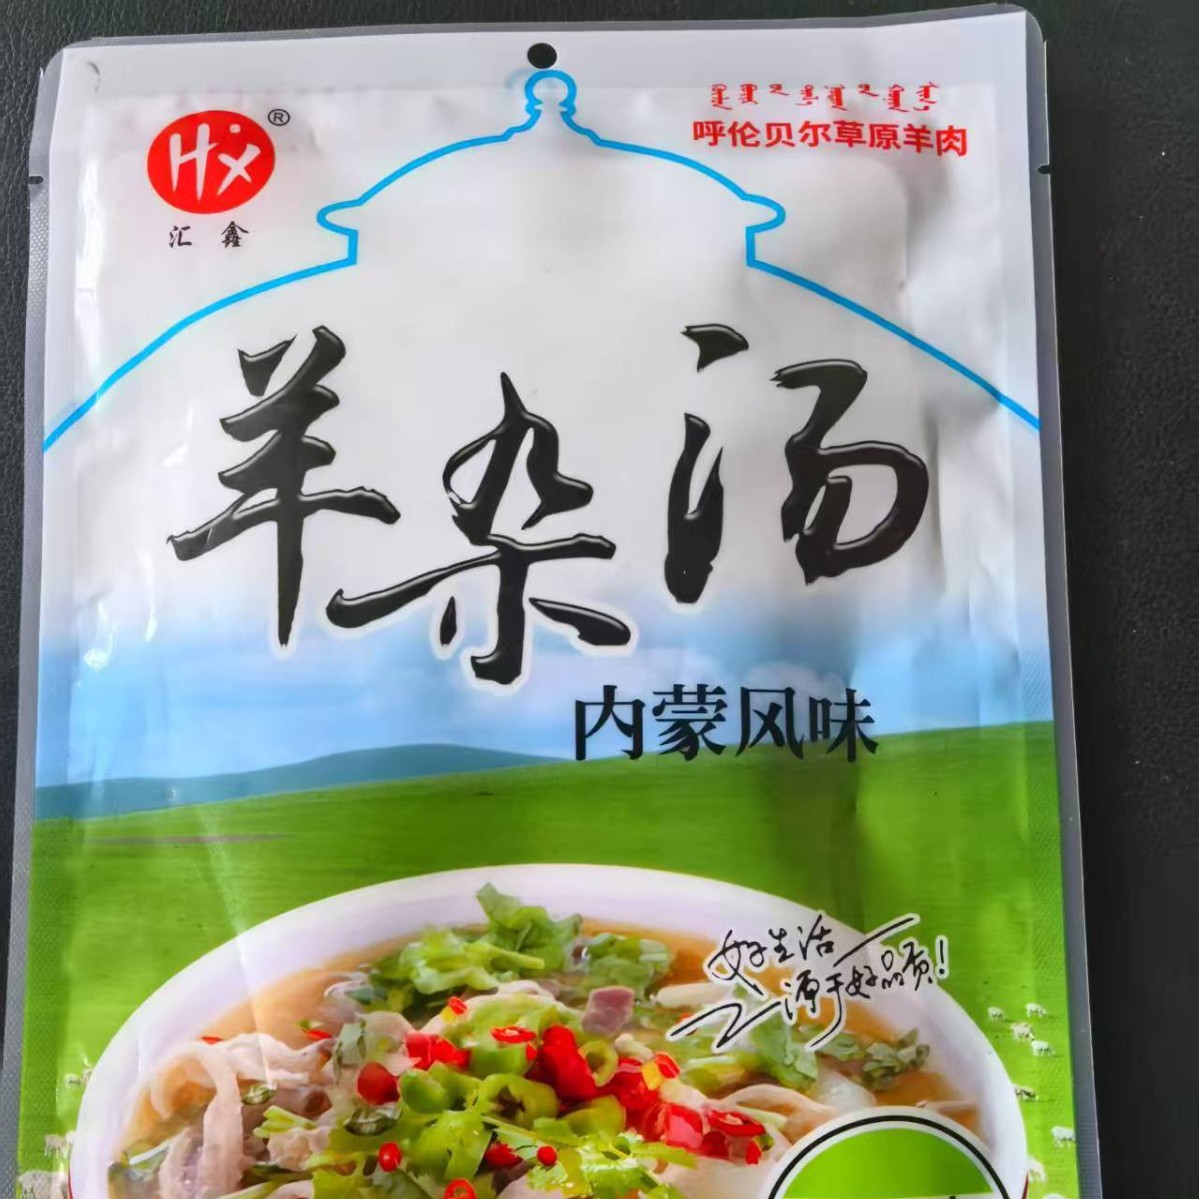 Hx®
汇鑫
呼伦贝尔草原羊肉
羊杂汤
内蒙风味
好生活
源于好品质!